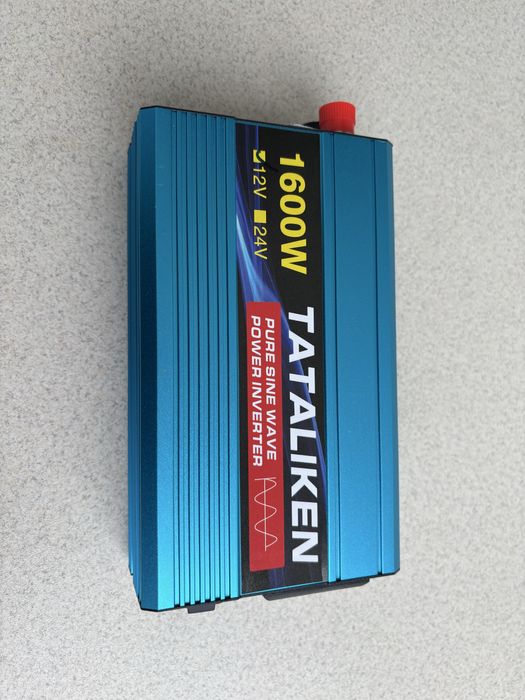 1600W
12V 24V
TATALIKEN
PURE SINE WAVE
POWER INVERTER